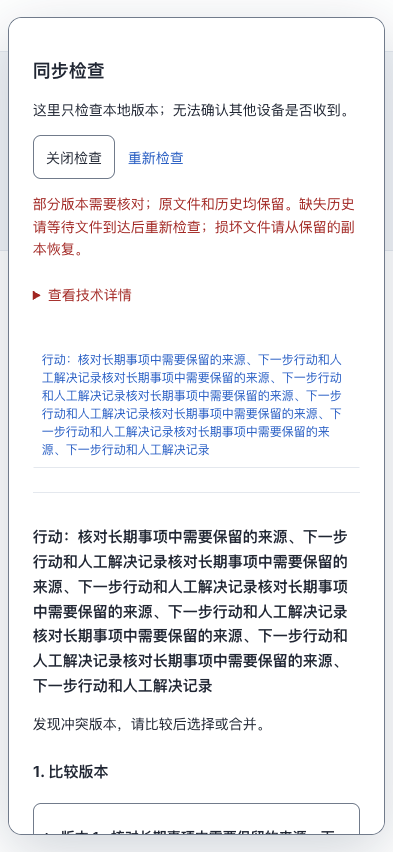 同步检查
这里只检查本地版本；无法确认其他设备是否收到。
关闭检查 重新检查
部分版本需要核对；原文件和历史均保留。缺失历史
请等待文件到达后重新检查；损坏文件请从保留的副
本恢复。
查看技术详情
行动：核对长期事项中需要保留的来源、下一步行动和人
工解决记录核对长期事项中需要保留的来源、下一步行动
和人工解决记录核对长期事项中需要保留的来源、下一步
行动和人工解决记录核对长期事项中需要保留的来源、下
一步行动和人工解决记录核对长期事项中需要保留的来
源、下一步行动和人工解决记录
行动：核对长期事项中需要保留的来源、下一步
行动和人工解决记录核对长期事项中需要保留的
来源、下一步行动和人工解决记录核对长期事项
中需要保留的来源、下一步行动和人工解决记录
核对长期事项中需要保留的来源、下一步行动和
人工解决记录核对长期事项中需要保留的来源、
下一步行动和人工解决记录
发现冲突版本，请比较后选择或合并。
1. 比较版本